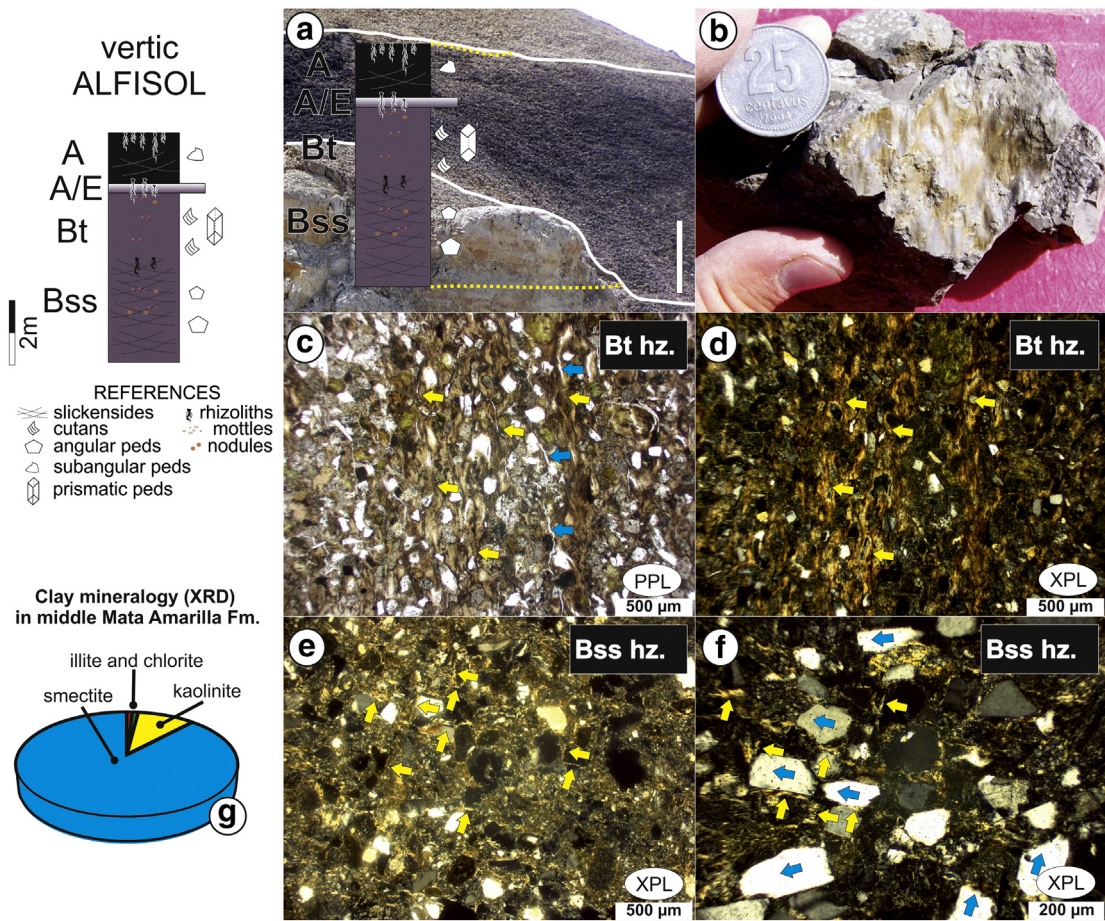 vertic
ALFISOL
A
A/E
Bt
Bss
2m
REFERENCES
slickensides
rhizoliths
cutans
mottles
angular peds
nodules
subangular peds
prismatic peds
Clay mineralogy (XRD)
in middle Mata Amarilla Fm.
illite and chlorite
smectite
kaolinite
g
a
A
A/E
Bt
Bss
b
25
centavos
1994
c
Bt hz.
PPL
500 µm
d
Bt hz.
XPL
500 µm
e
Bss hz.
XPL
500 µm
f
Bss hz.
XPL
200 µm